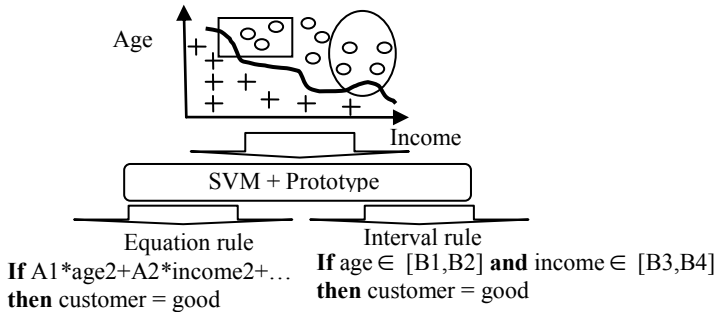 Age
Income
SVM + Prototype
Equation rule
If A1*age2+A2*income2+…
then customer = good
Interval rule
If age ∈ [B1,B2] and income ∈ [B3,B4]
then customer = good